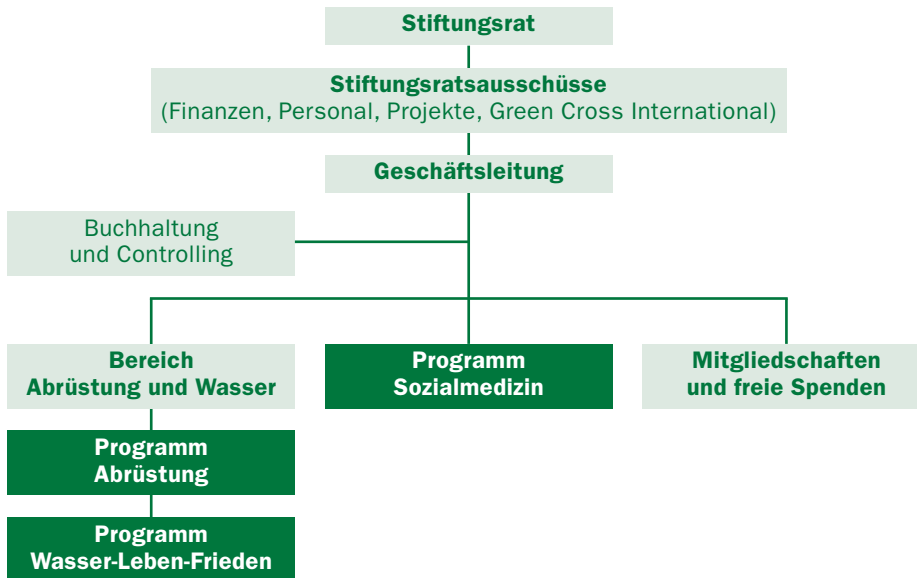 Stiftungsrat
Stiftungsratsausschüsse
(Finanzen, Personal, Projekte, Green Cross International)
Geschäftsleitung
Buchhaltung
und Controlling
Bereich
Abrüstung und Wasser
Programm
Sozialmedizin
Mitgliedschaften
und freie Spenden
Programm
Abrüstung
Programm
Wasser-Leben-Frieden